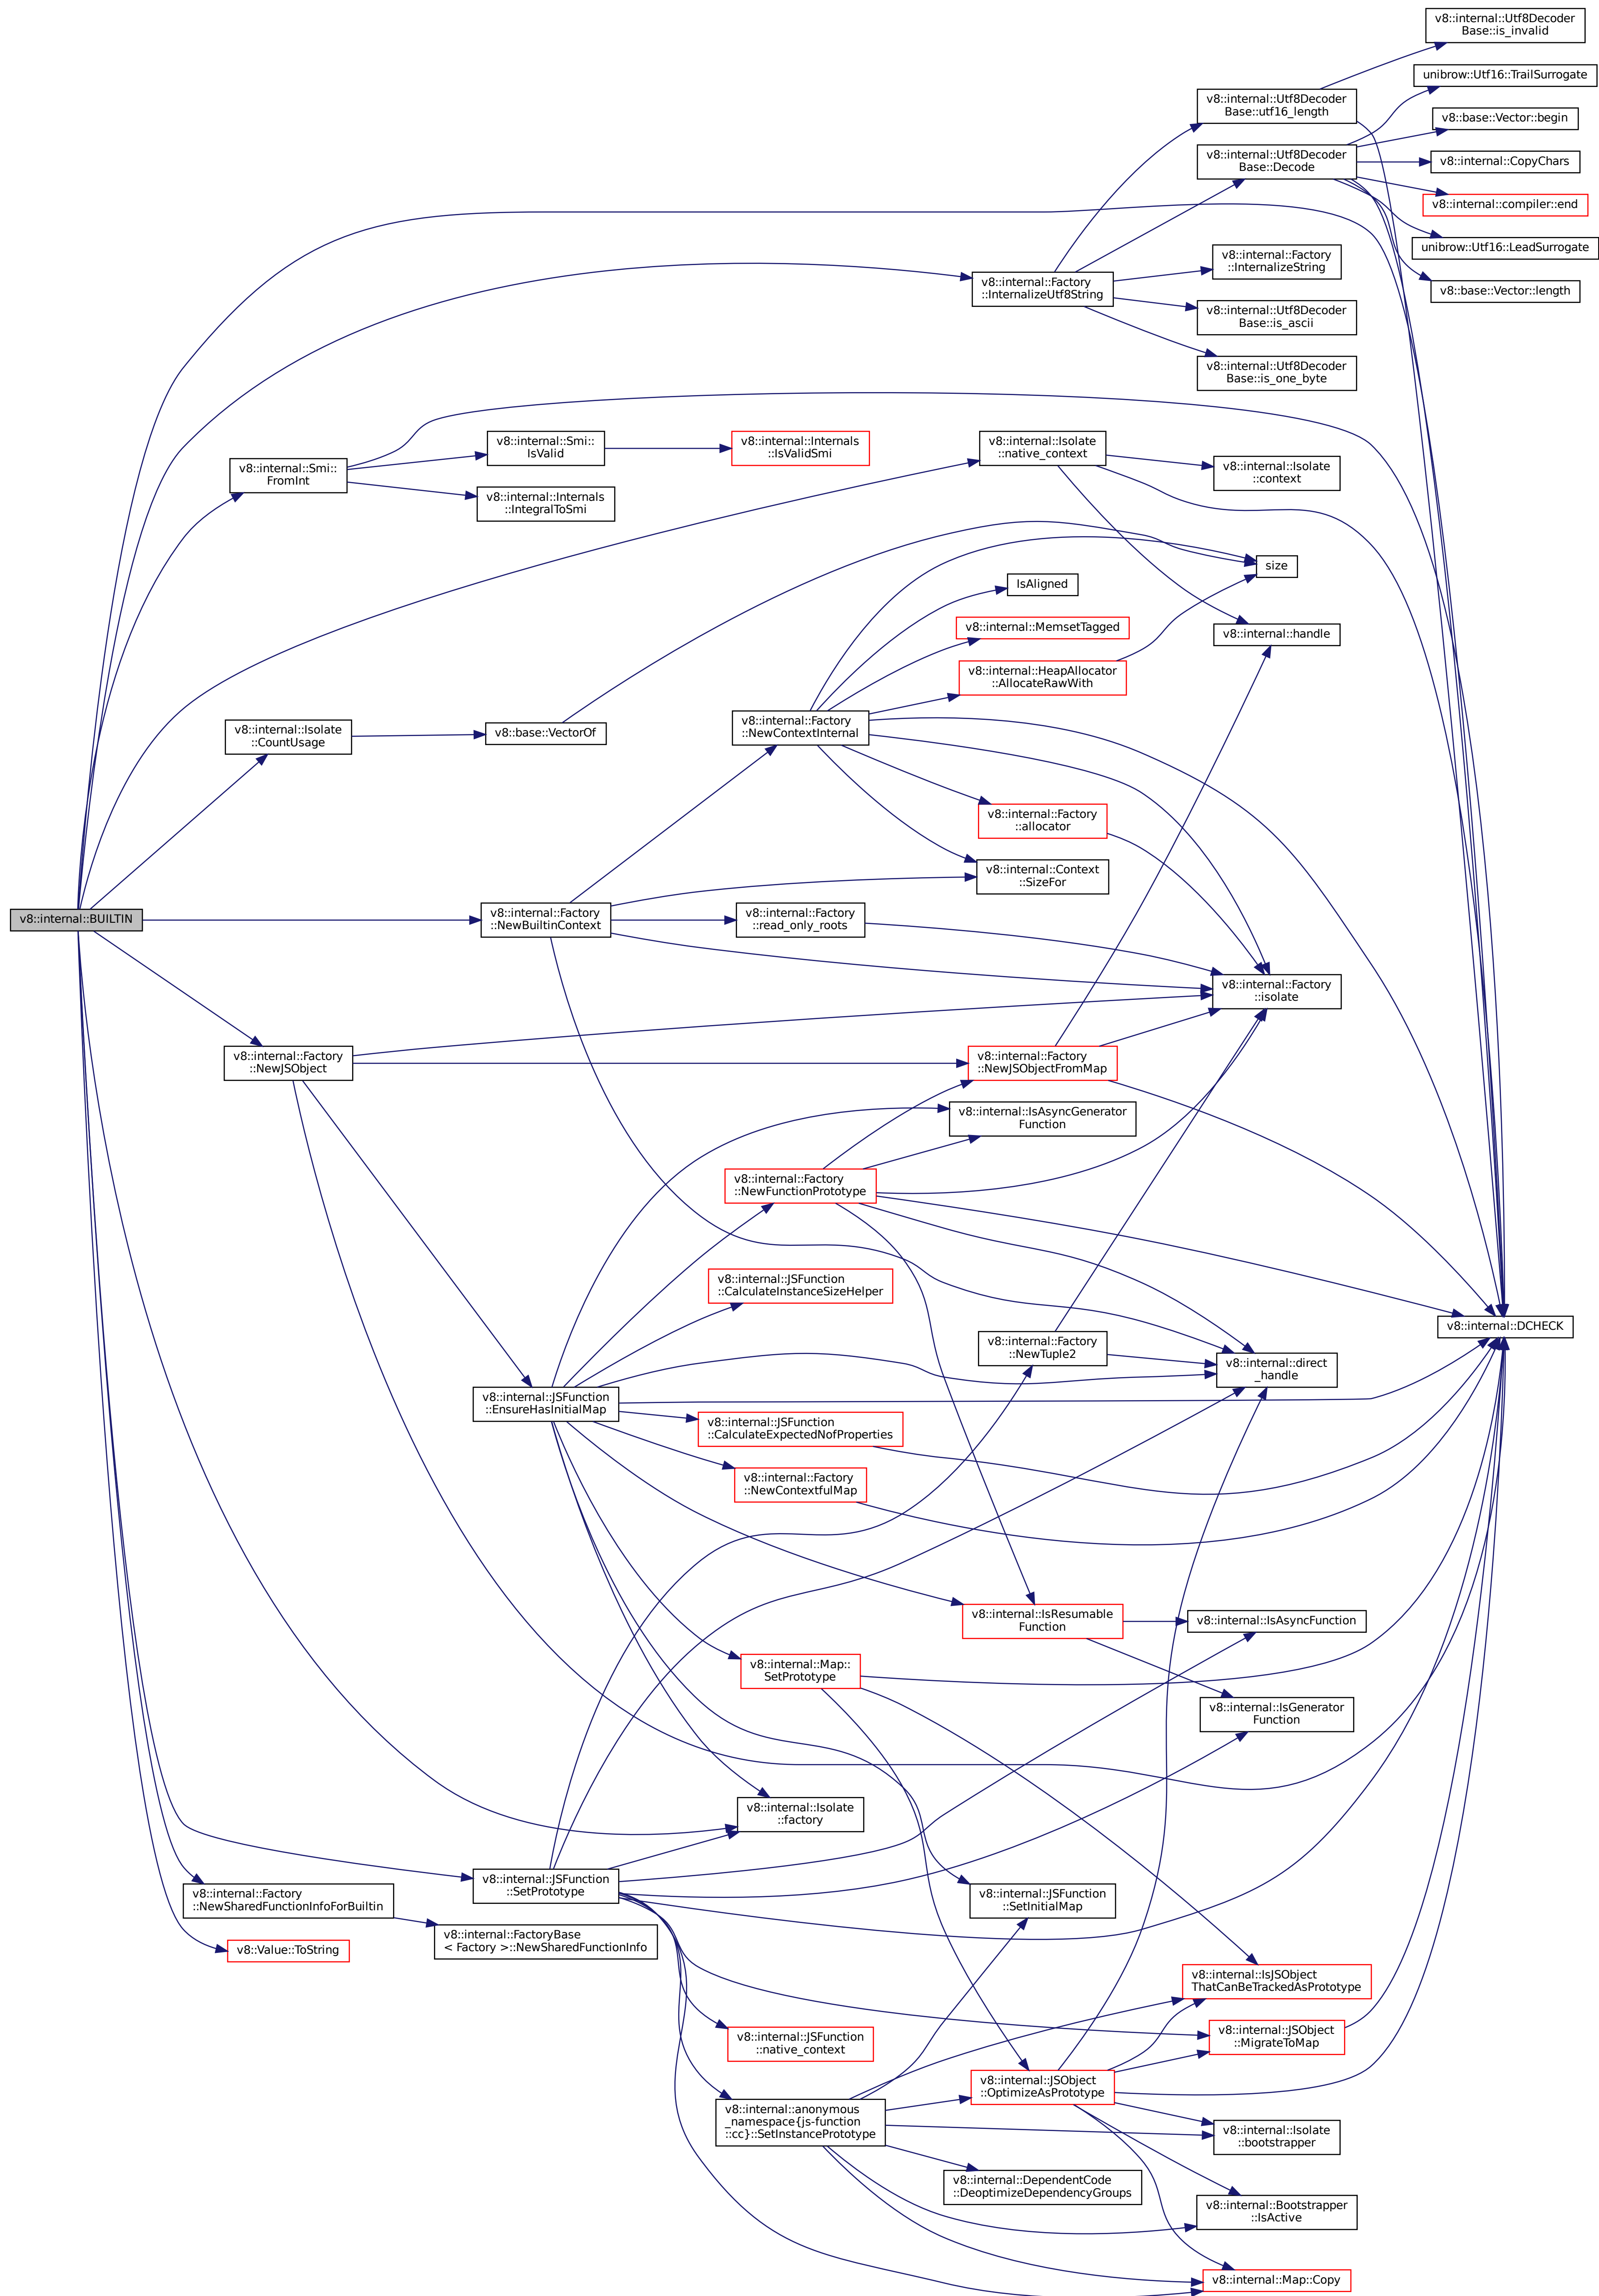 v8::internal::Utf8Decoder
Base::is_invalid
unibrow::Utf16::TrailSurrogate
v8::internal::Utf8Decoder
Base::utf16_length
v8::base::Vector::begin
v8::internal::Utf8Decoder
Base::Decode
v8::internal::CopyChars
v8::internal::compiler::end
unibrow::Utf16::LeadSurrogate
v8::internal::Factory
::InternalizeString
v8::internal::Factory
::InternalizeUtf8String
v8::base::Vector::length
v8::internal::Utf8Decoder
Base::is_ascii
v8::internal::Utf8Decoder
Base::is_one_byte
v8::internal::Smi::
IsValid
v8::internal::Internals
::IsValidSmi
v8::internal::Isolate
::native_context
v8::internal::Isolate
::context
v8::internal::Smi::
FromInt
v8::internal::Internals
::IntegralToSmi
size
IsAligned
v8::internal::MemsetTagged
v8::internal::handle
v8::internal::HeapAllocator
::AllocateRawWith
v8::internal::Isolate
::CountUsage
v8::base::VectorOf
v8::internal::Factory
::NewContextInternal
v8::internal::Factory
::allocator
v8::internal::Context
::SizeFor
v8::internal::BUILTIN
v8::internal::Factory
::NewBuiltinContext
v8::internal::Factory
::read_only_roots
v8::internal::Factory
::isolate
v8::internal::Factory
::NewJSObject
v8::internal::Factory
::NewJSObjectFromMap
v8::internal::IsAsyncGenerator
Function
v8::internal::Factory
::NewFunctionPrototype
v8::internal::JSFunction
::CalculateInstanceSizeHelper
v8::internal::DCHECK
v8::internal::Factory
::NewTuple2
v8::internal::direct
_handle
v8::internal::JSFunction
::EnsureHasInitialMap
v8::internal::JSFunction
::CalculateExpectedNofProperties
v8::internal::Factory
::NewContextfulMap
v8::internal::IsResumable
Function
v8::internal::IsAsyncFunction
v8::internal::Map::
SetPrototype
v8::internal::IsGenerator
Function
v8::internal::Isolate
::factory
v8::internal::JSFunction
::SetPrototype
v8::internal::Factory
::NewSharedFunctionInfoForBuiltin
v8::internal::JSFunction
::SetInitialMap
v8::internal::FactoryBase
< Factory >::NewSharedFunctionInfo
v8::Value::ToString
v8::internal::IsJSObject
ThatCanBeTrackedAsPrototype
v8::internal::JSFunction
::native_context
v8::internal::JSObject
::MigrateToMap
v8::internal::JSObject
::OptimizeAsPrototype
v8::internal::anonymous
_namespace{js-function
::cc}::SetInstancePrototype
v8::internal::Isolate
::bootstrapper
v8::internal::DependentCode
::DeoptimizeDependencyGroups
v8::internal::Bootstrapper
::IsActive
v8::internal::Map::Copy